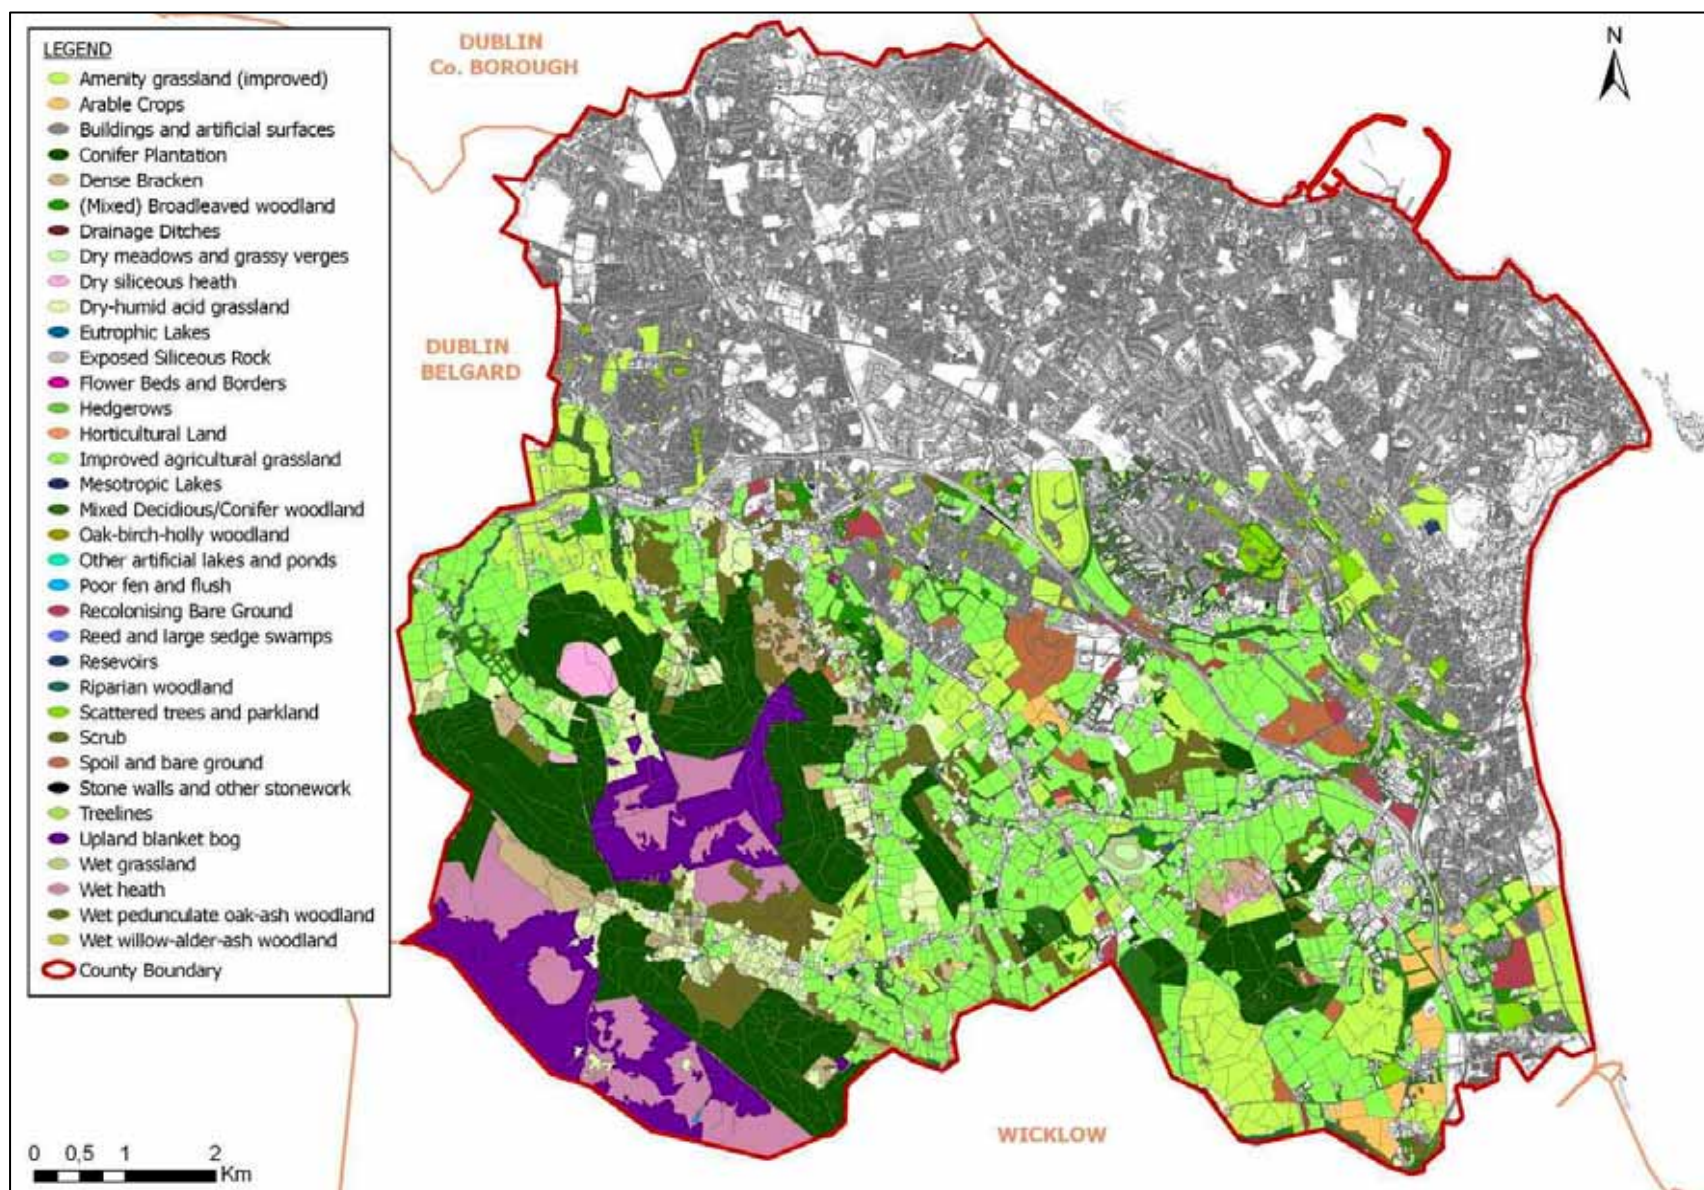 LEGEND
Amenity grassland (improved)
Arable Crops
Buildings and artificial surfaces
Conifer Plantation
Dense Bracken
(Mixed) Broadleaved woodland
Drainage Ditches
Dry meadows and grassy verges
Dry siliceous heath
Dry-humid acid grassland
Eutrophic Lakes
Exposed Siliceous Rock
Flower Beds and Borders
Hedgerows
Horticultural Land
Improved agricultural grassland
Mesotropic Lakes
Mixed Decidious/Conifer woodland
Oak-birch-holly woodland
Other artificial lakes and ponds
Poor fen and flush
Recolonising Bare Ground
Reed and large sedge swamps
Resevoirs
Riparian woodland
Scattered trees and parkland
Scrub
Spoil and bare ground
Stone walls and other stonework
Treelines
Upland blanket bog
Wet grassland
Wet heath
Wet pedunculate oak-ash woodland
Wet willow-alder-ash woodland
County Boundary
DUBLIN
Co. BOROUGH
N
DUBLIN
BELGARD
WICKLOW
0 0,5 1 2
Km